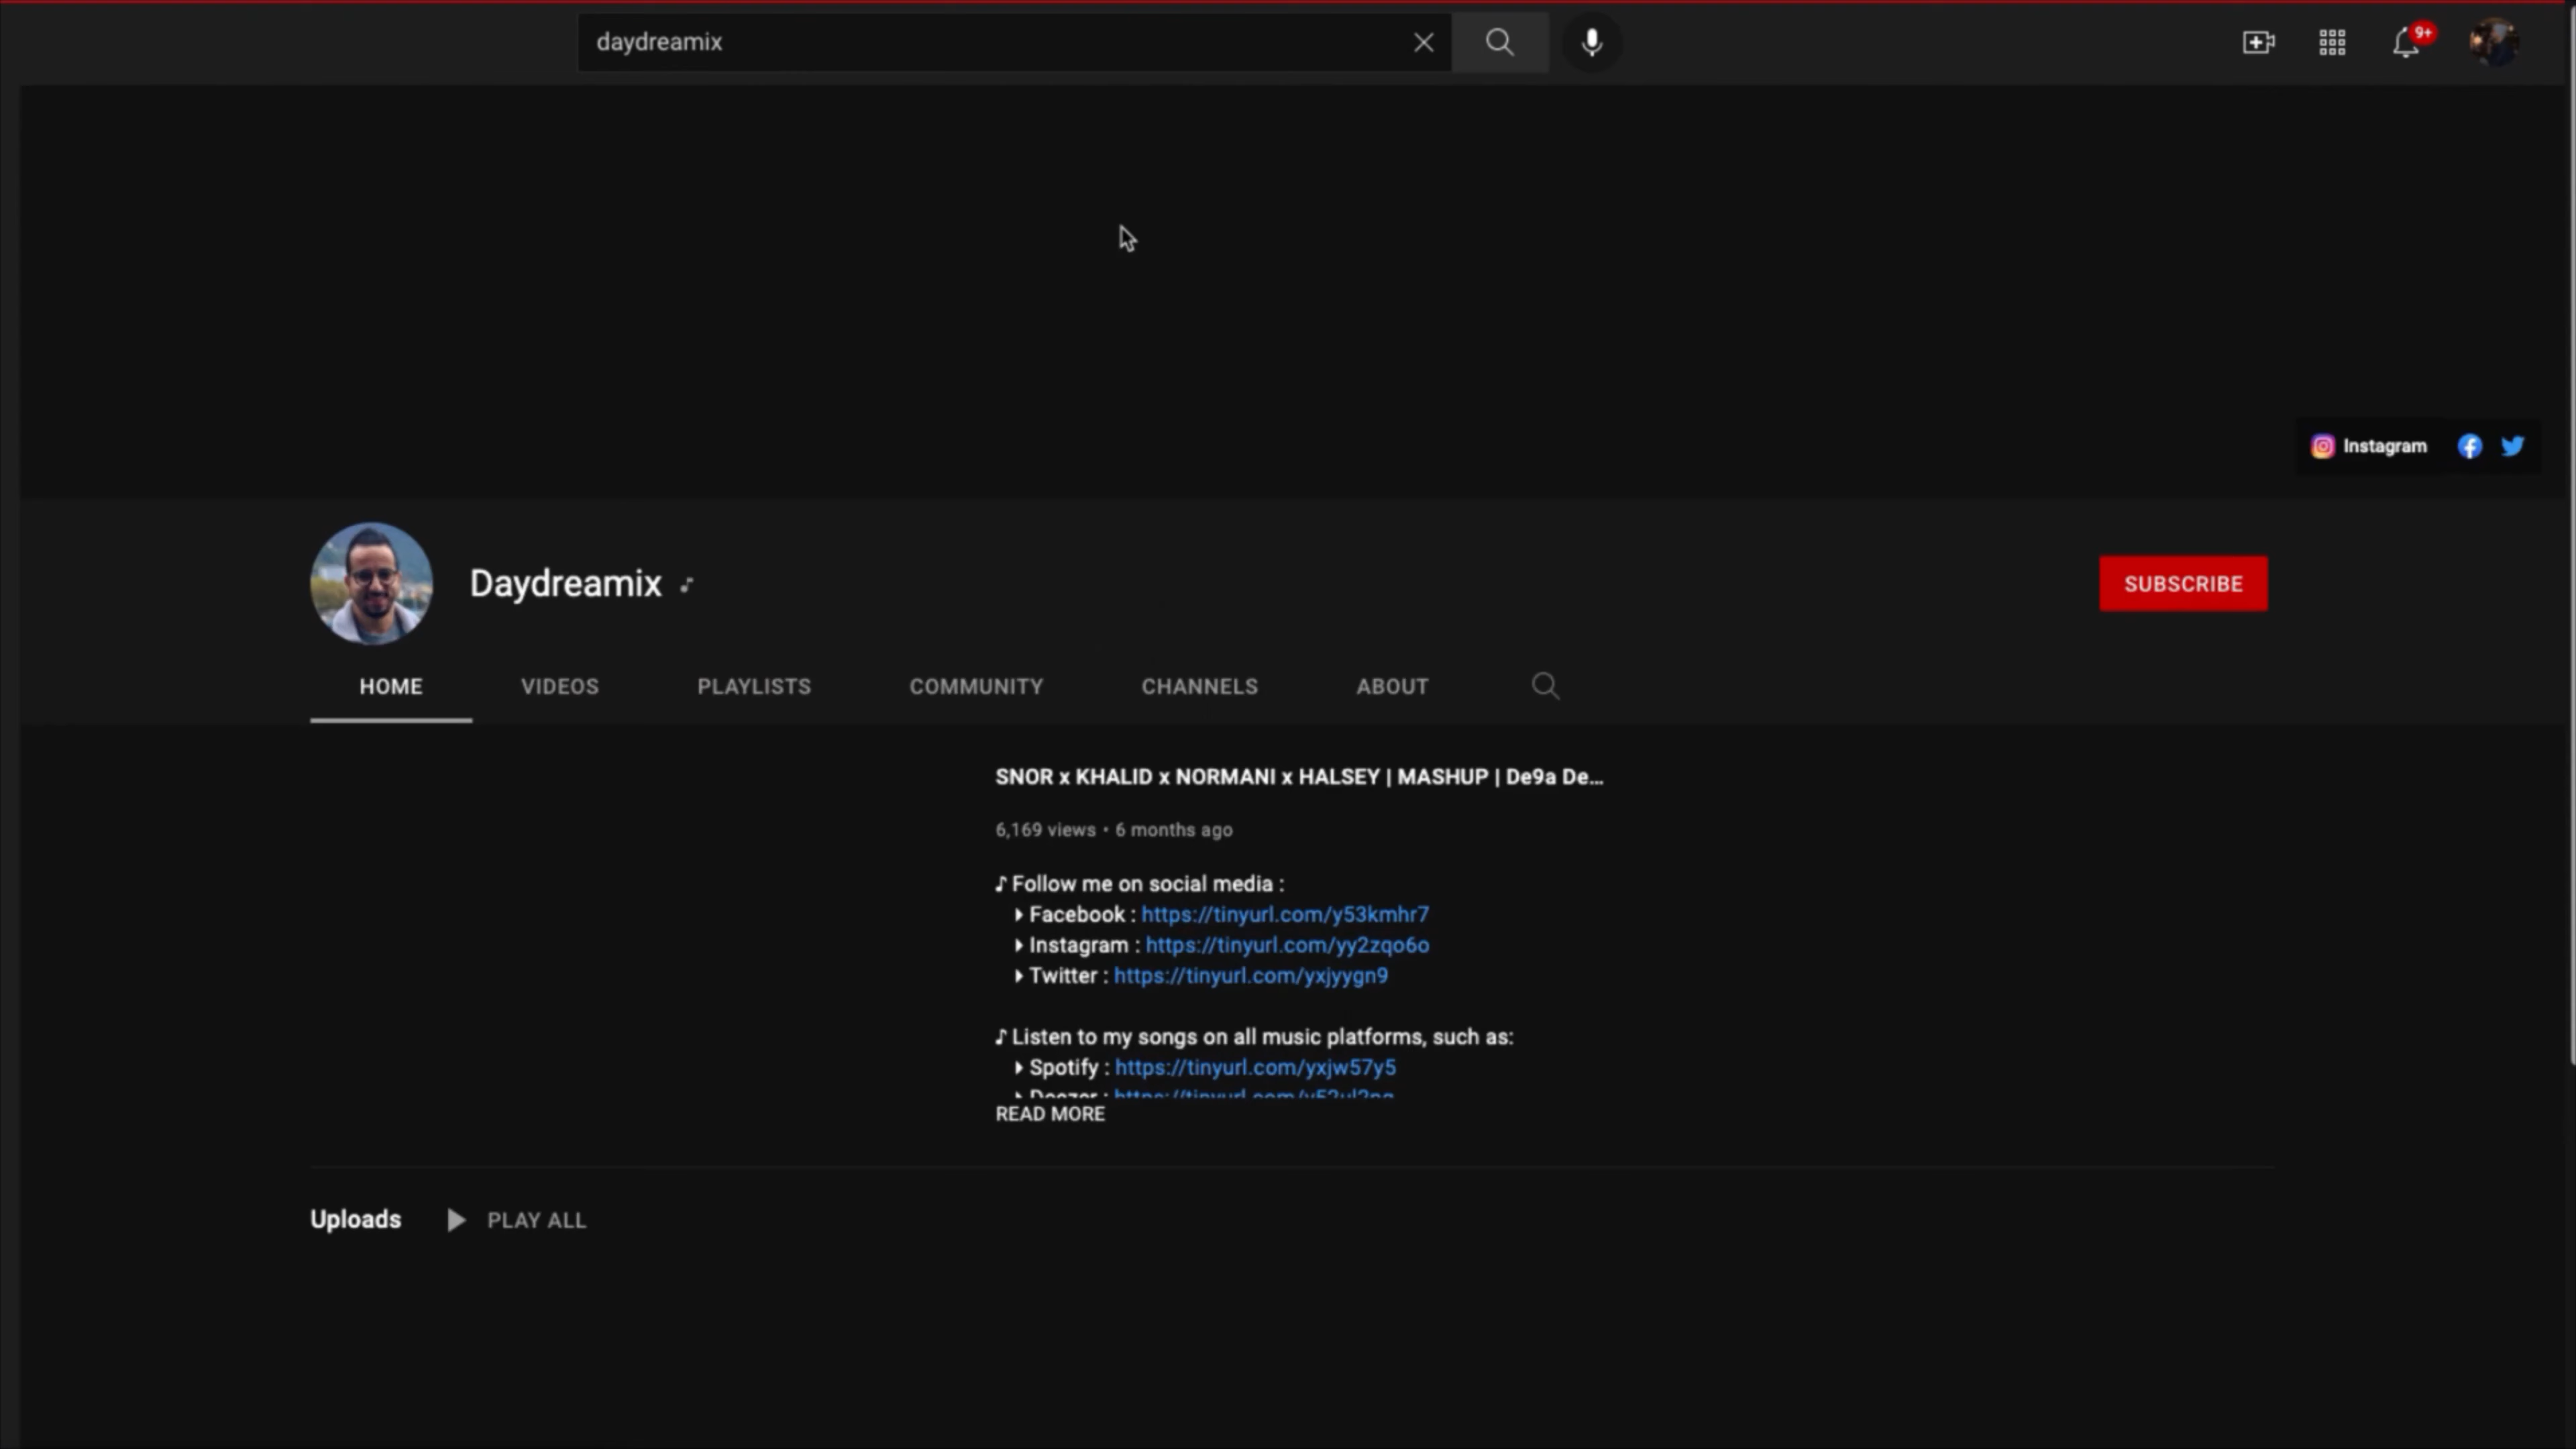 daydreamix
9+
Instagram
Daydreamix
SUBSCRIBE
HOME VIDEOS PLAYLISTS COMMUNITY CHANNELS ABOUT
SNOR x KHALID x NORMANI x HALSEY | MASHUP | De9a De...
6,169 views • 6 months ago
♪ Follow me on social media :
Facebook : https://tinyurl.com/y53kmhr7
Instagram : https://tinyurl.com/yy2zqo6o
Twitter : https://tinyurl.com/yxjyygn9
♪ Listen to my songs on all music platforms, such as:
Spotify : https://tinyurl.com/yxjw57y5
Deezer :
READ MORE
Uploads PLAY ALL